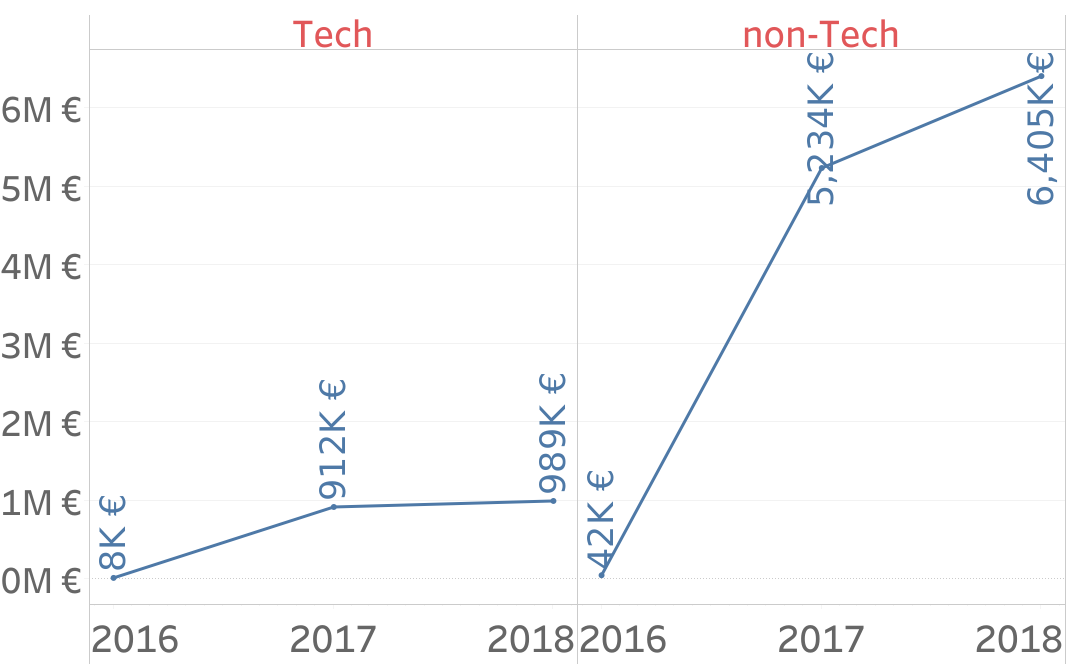 Tech
non-Tech
6M €
5M €
4M €
3M €
2M €
1M €
0M €
8K €
912K €
989K €
42K €
5,234K €
6,405K €
2016
2017
2018
2016
2017
2018